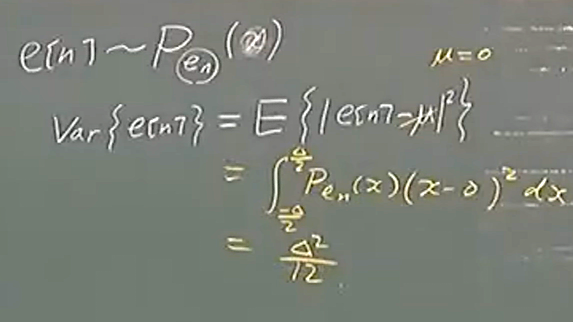 e[n] ~ P_{e_n}(x) μ=0
Var{e[n]} = E{|e[n]-μ|²}
= ∫_{-Δ/2}^{Δ/2} P_{e_n}(x)(x-0)² dx
= Δ²/12